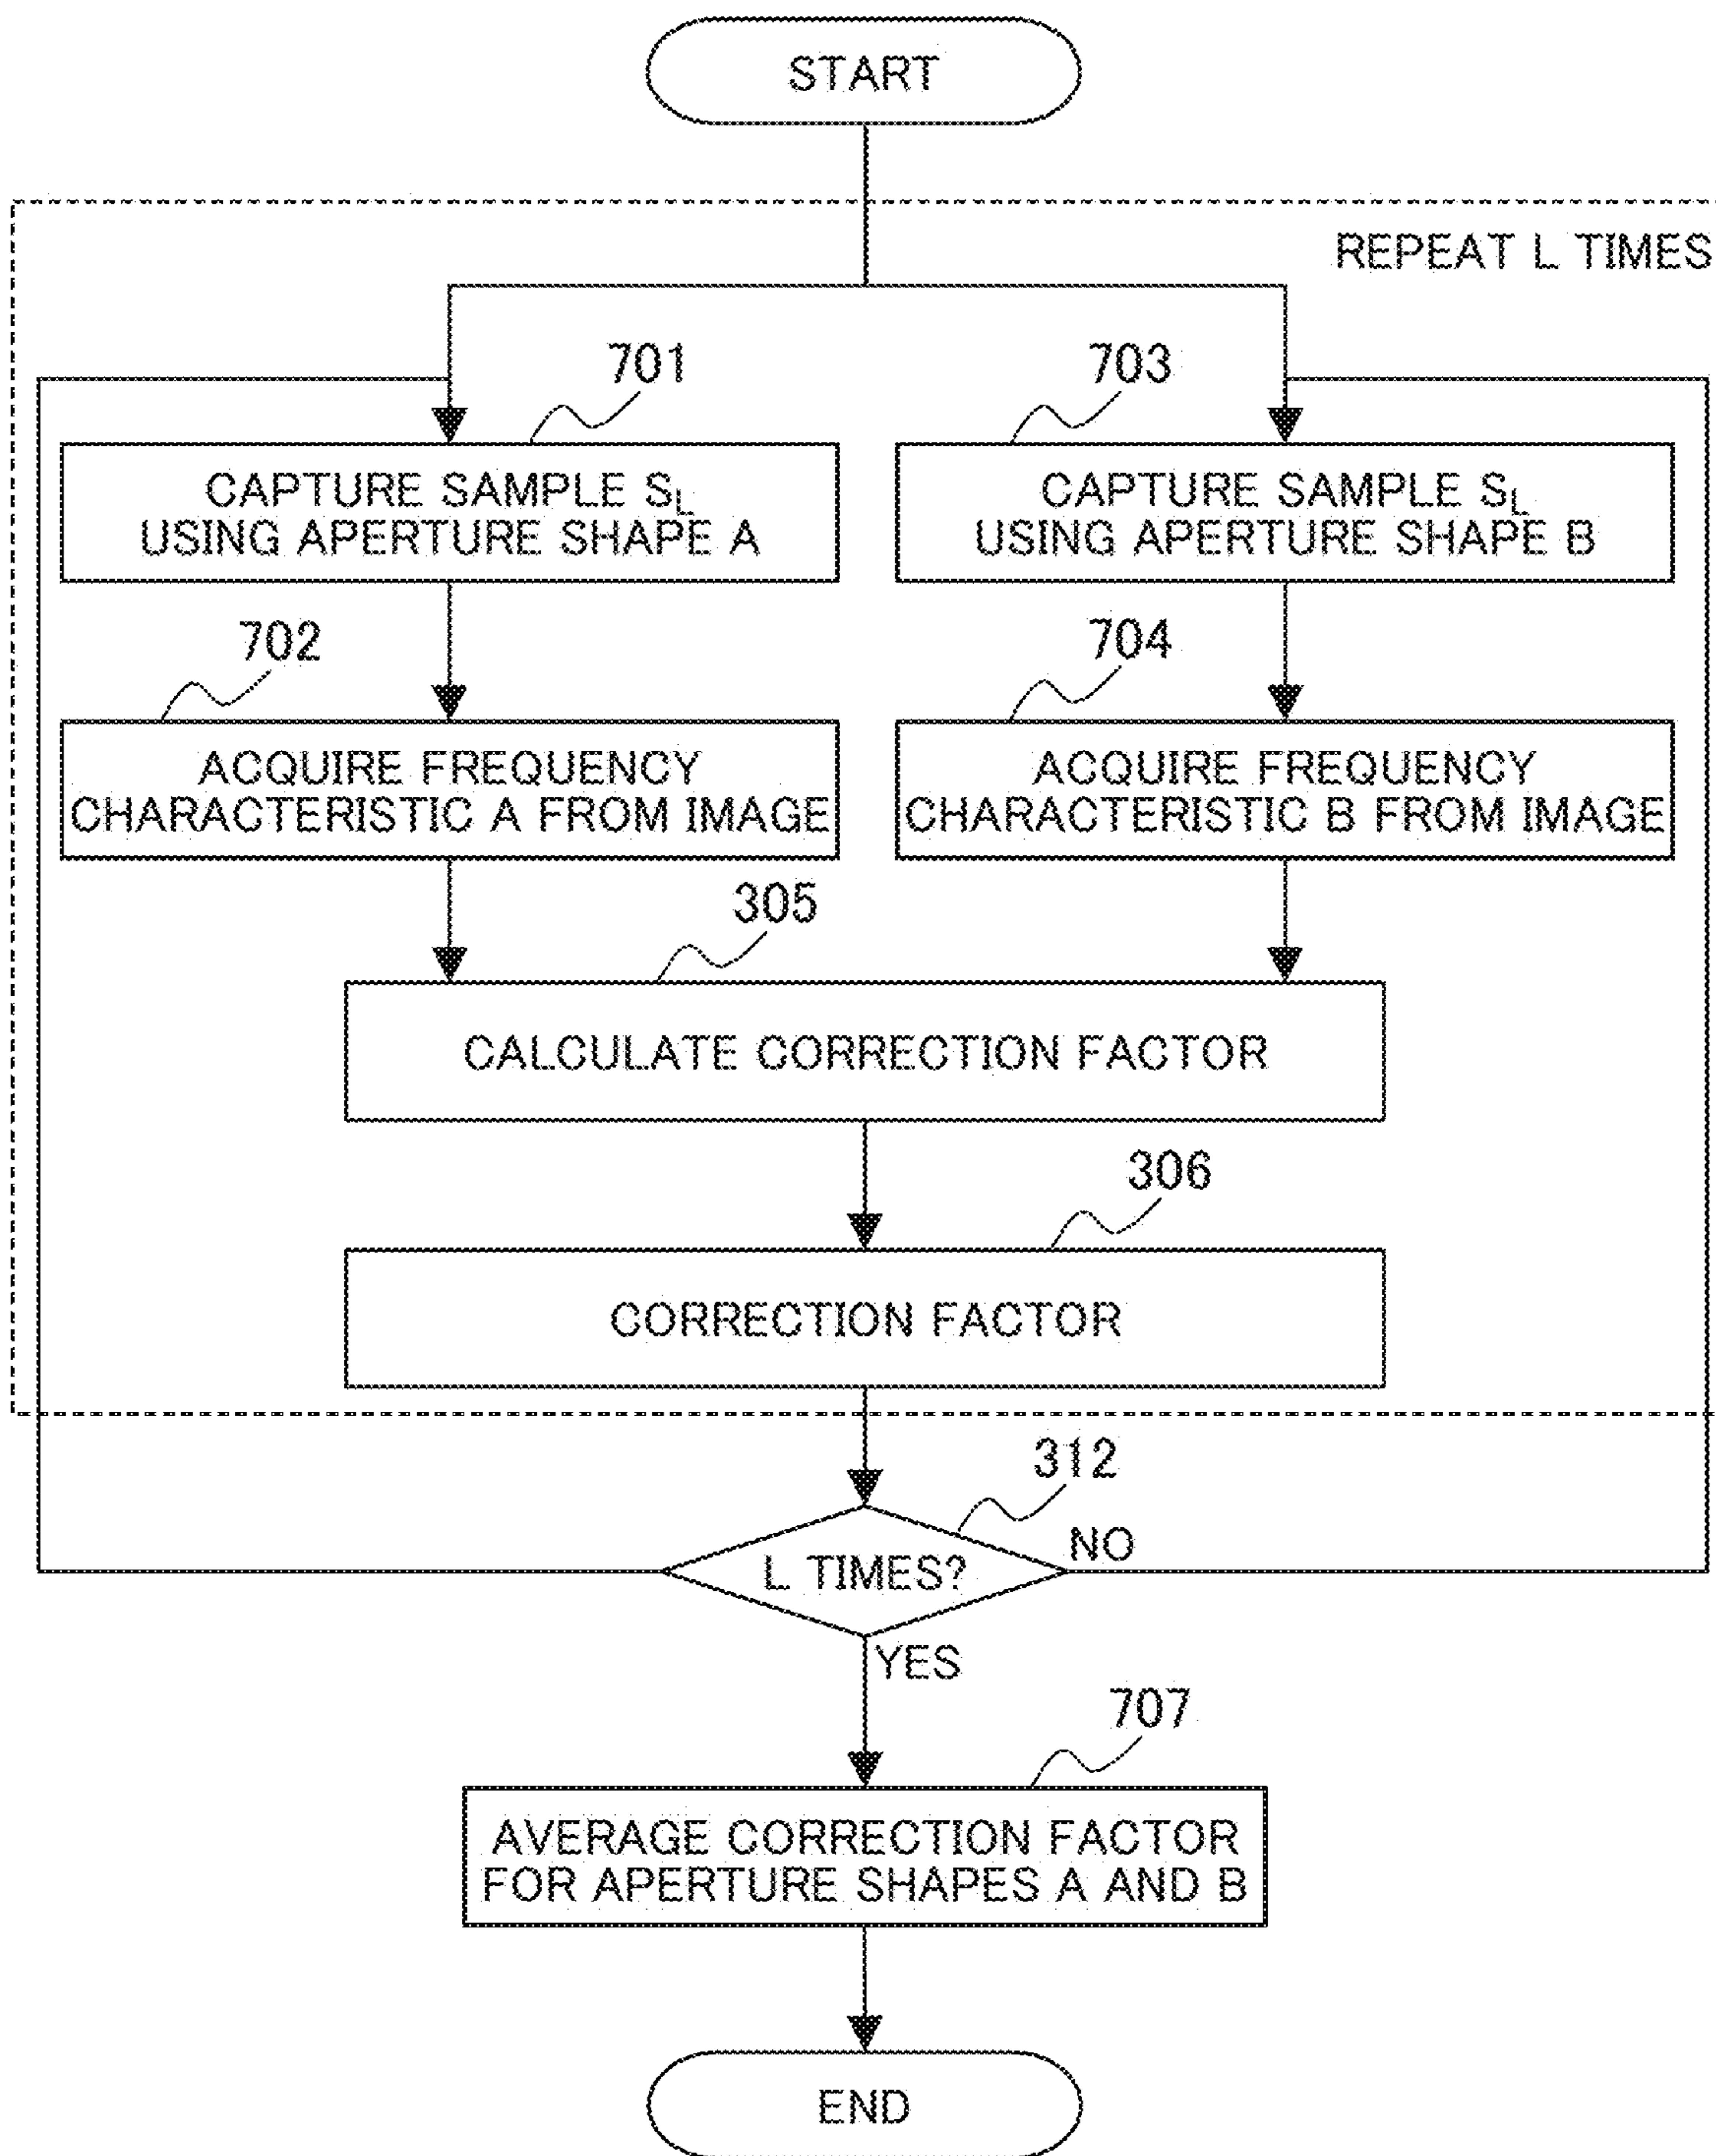 START
REPEAT L TIMES
701
703
CAPTURE SAMPLE SL
USING APERTURE SHAPE A
CAPTURE SAMPLE SL
USING APERTURE SHAPE B
702
704
ACQUIRE FREQUENCY
CHARACTERISTIC A FROM IMAGE
ACQUIRE FREQUENCY
CHARACTERISTIC B FROM IMAGE
305
CALCULATE CORRECTION FACTOR
306
CORRECTION FACTOR
312
L TIMES?
NO
YES
707
AVERAGE CORRECTION FACTOR
FOR APERTURE SHAPES A AND B
END